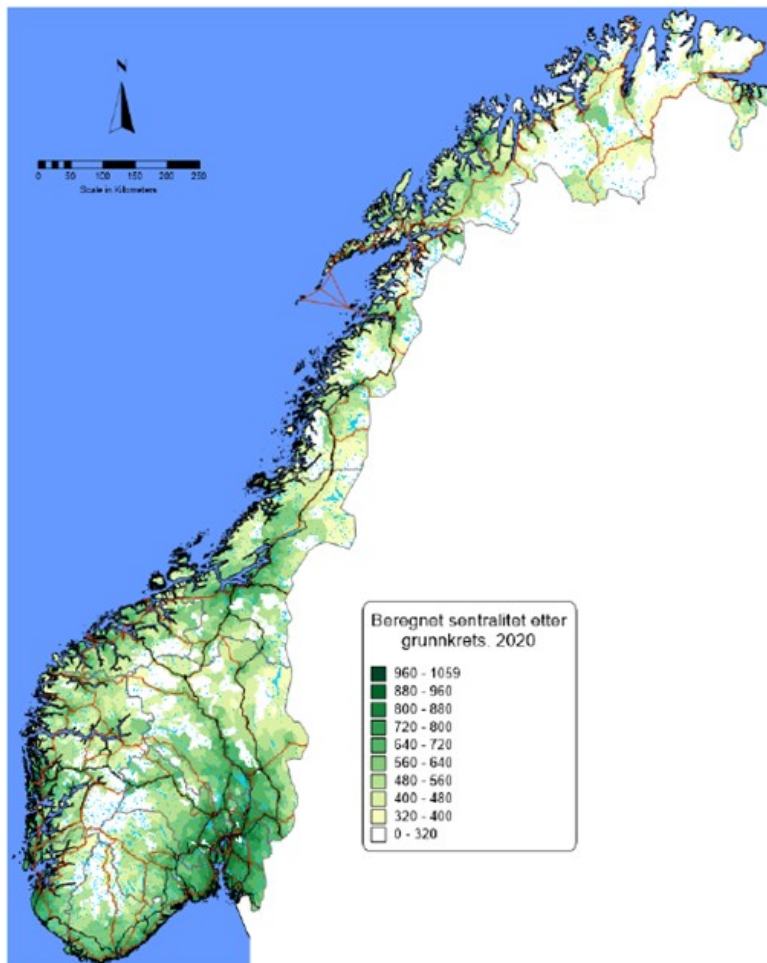 N
0 50 100 150 200 250
Scale in Kilometers
Beregnet sentralitet etter
grunnkrets. 2020
960 - 1059
880 - 960
800 - 880
720 - 800
640 - 720
560 - 640
480 - 560
400 - 480
320 - 400
0 - 320